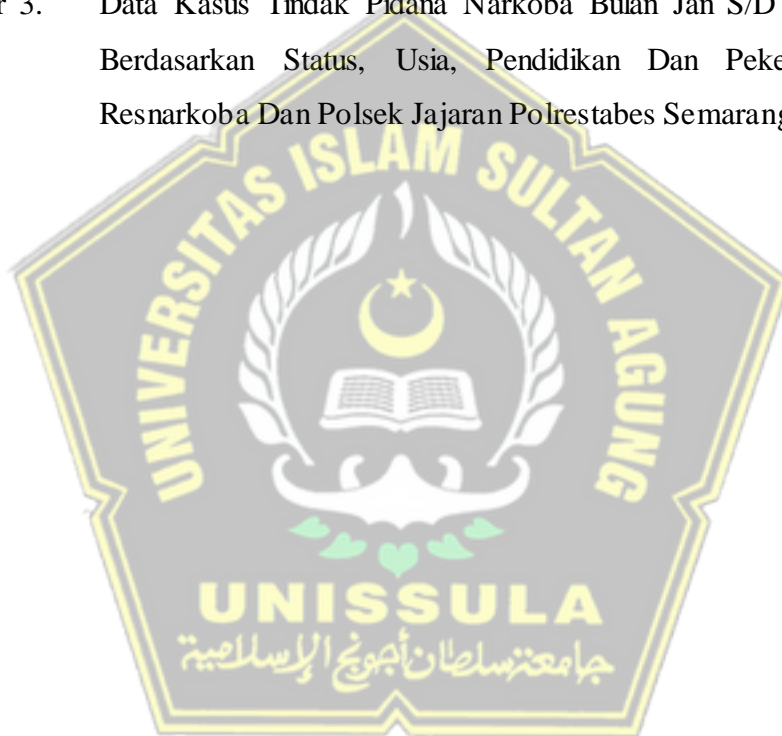 r 3. Data Kasus Tindak Pidana Narkoba Bulan Jan S/D
Berdasarkan Status, Usia, Pendidikan Dan Peke
Resnarkoba Dan Polsek Jajaran Polrestabes Semarang
UNIVERSITAS ISLAM SULTAN AGUNG
UNISSULA
جامعة سلطان أجونج الإسلامية